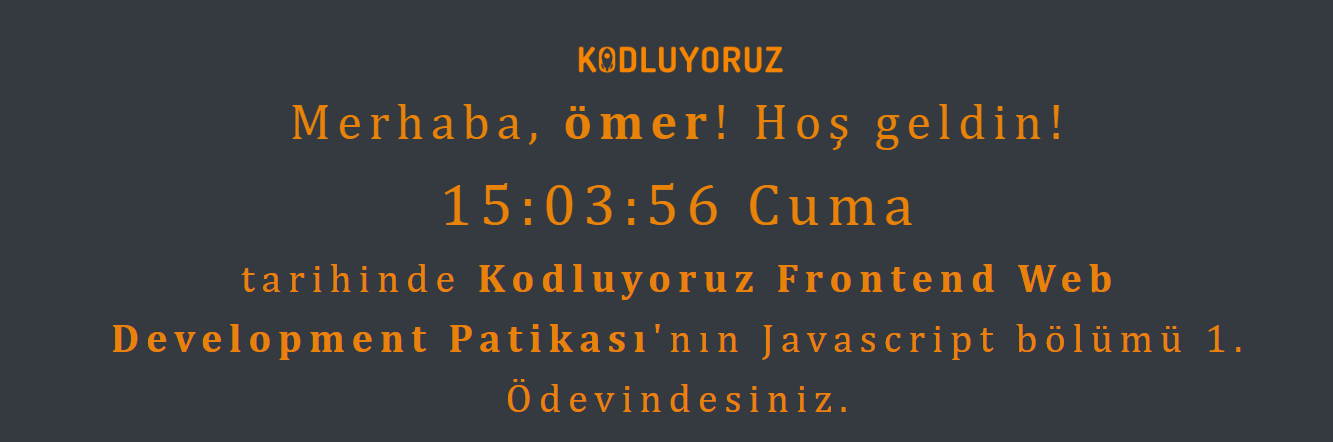 KODLUYORUZ
Merhaba, ömer! Hoş geldin!
15:03:56 Cuma
tarihinde Kodluyoruz Frontend Web
Development Patikası'nın Javascript bölümü 1.
Ödevindesiniz.